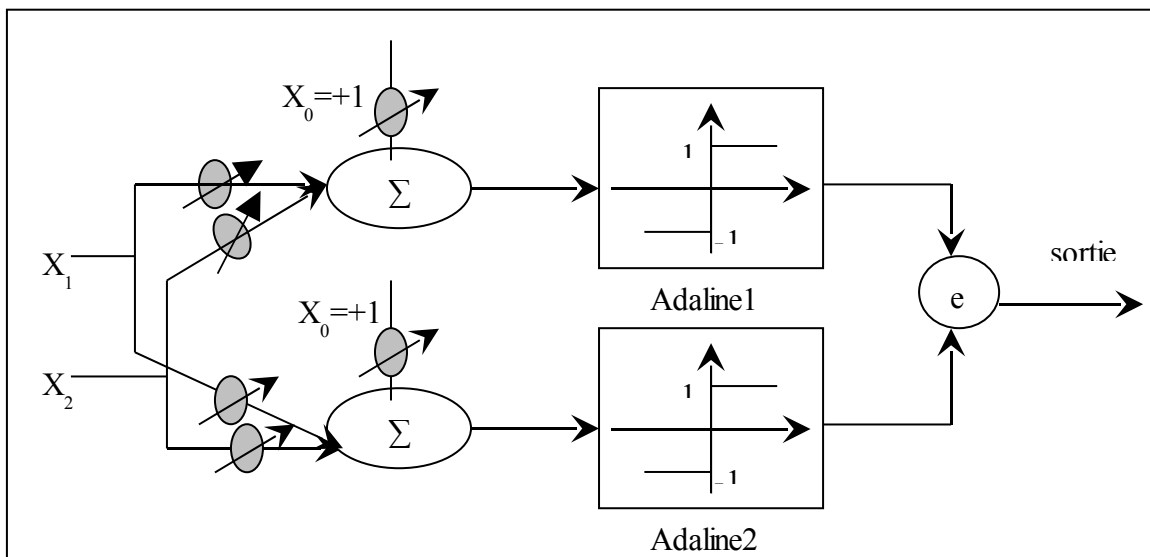 X₀=+1
Σ
1
-1
X₁
sortie
e
Adaline1
X₀=+1
X₂
Σ
1
-1
Adaline2